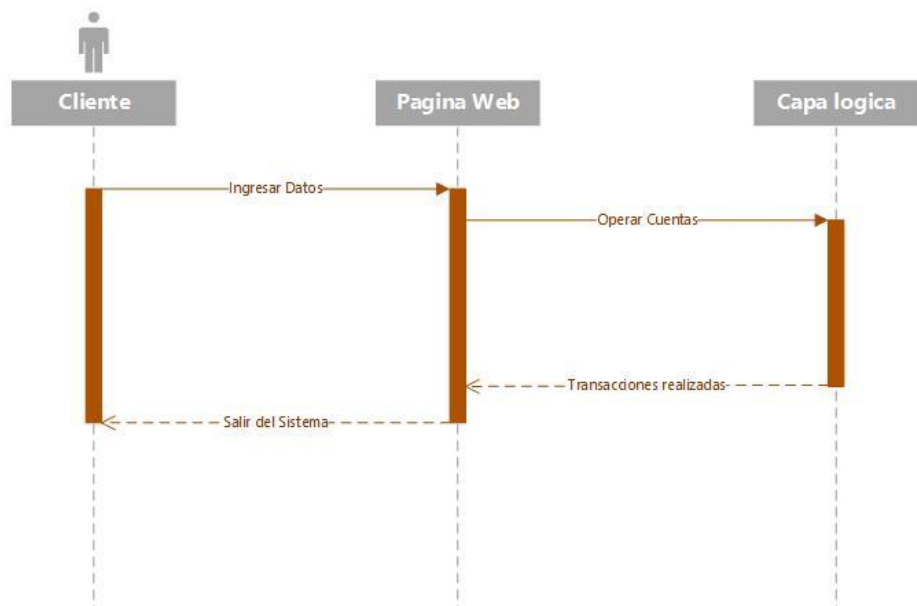 Cliente
Pagina Web
Capa logica
Ingresar Datos
Operar Cuentas
Transacciones realizadas
Salir del Sistema